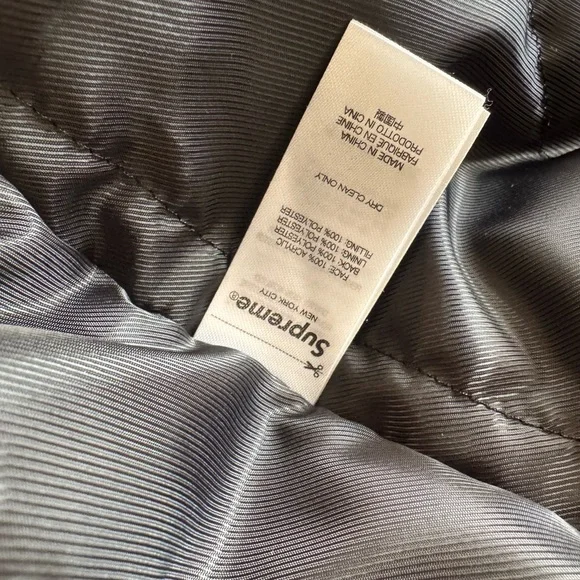 Supreme®
NEW YORK CITY
FACE: 100% ACRYLIC
BACK: 100% POLYESTER
LINING: 100% POLYESTER
FILLING: 100% POLYESTER
DRY CLEAN ONLY
MADE IN CHINA
FABRIQUE EN CHINE
PRODOTTO IN CINA
中国製